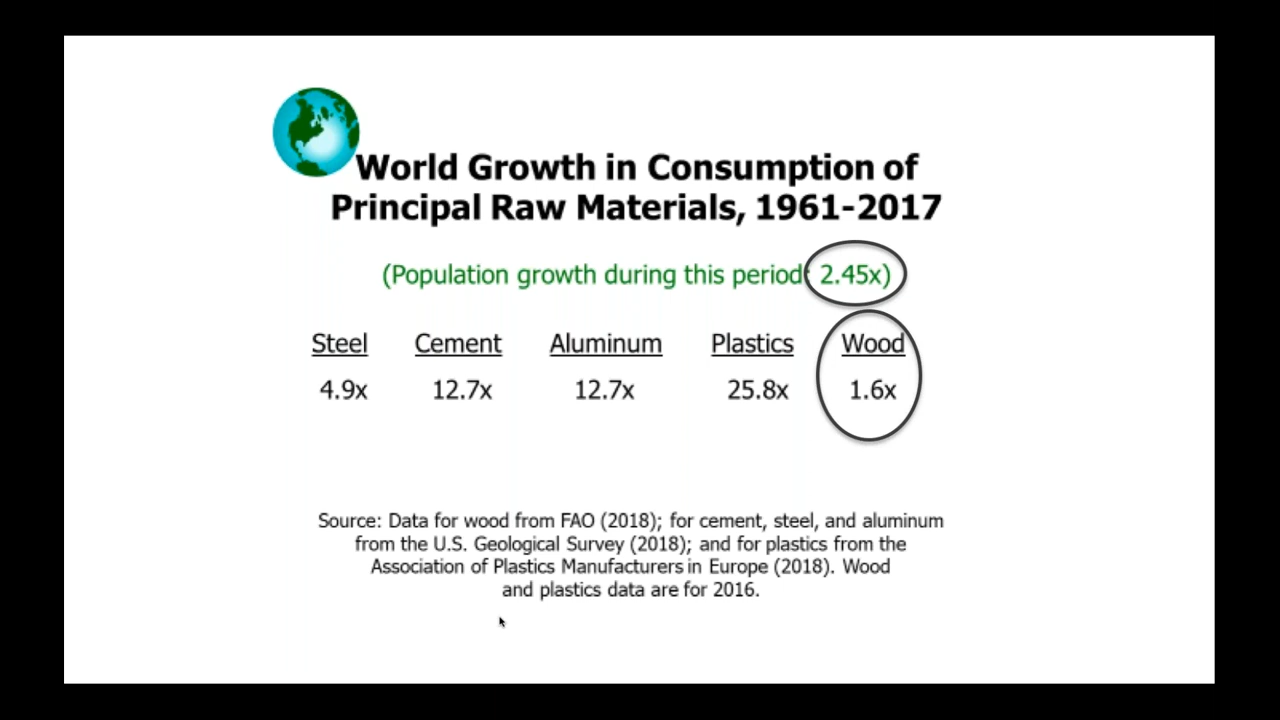 World Growth in Consumption of
Principal Raw Materials, 1961-2017
(Population growth during this period: 2.45x)
Steel Cement Aluminum Plastics Wood
4.9x 12.7x 12.7x 25.8x 1.6x
Source: Data for wood from FAO (2018); for cement, steel, and aluminum
from the U.S. Geological Survey (2018); and for plastics from the
Association of Plastics Manufacturers in Europe (2018). Wood
and plastics data are for 2016.